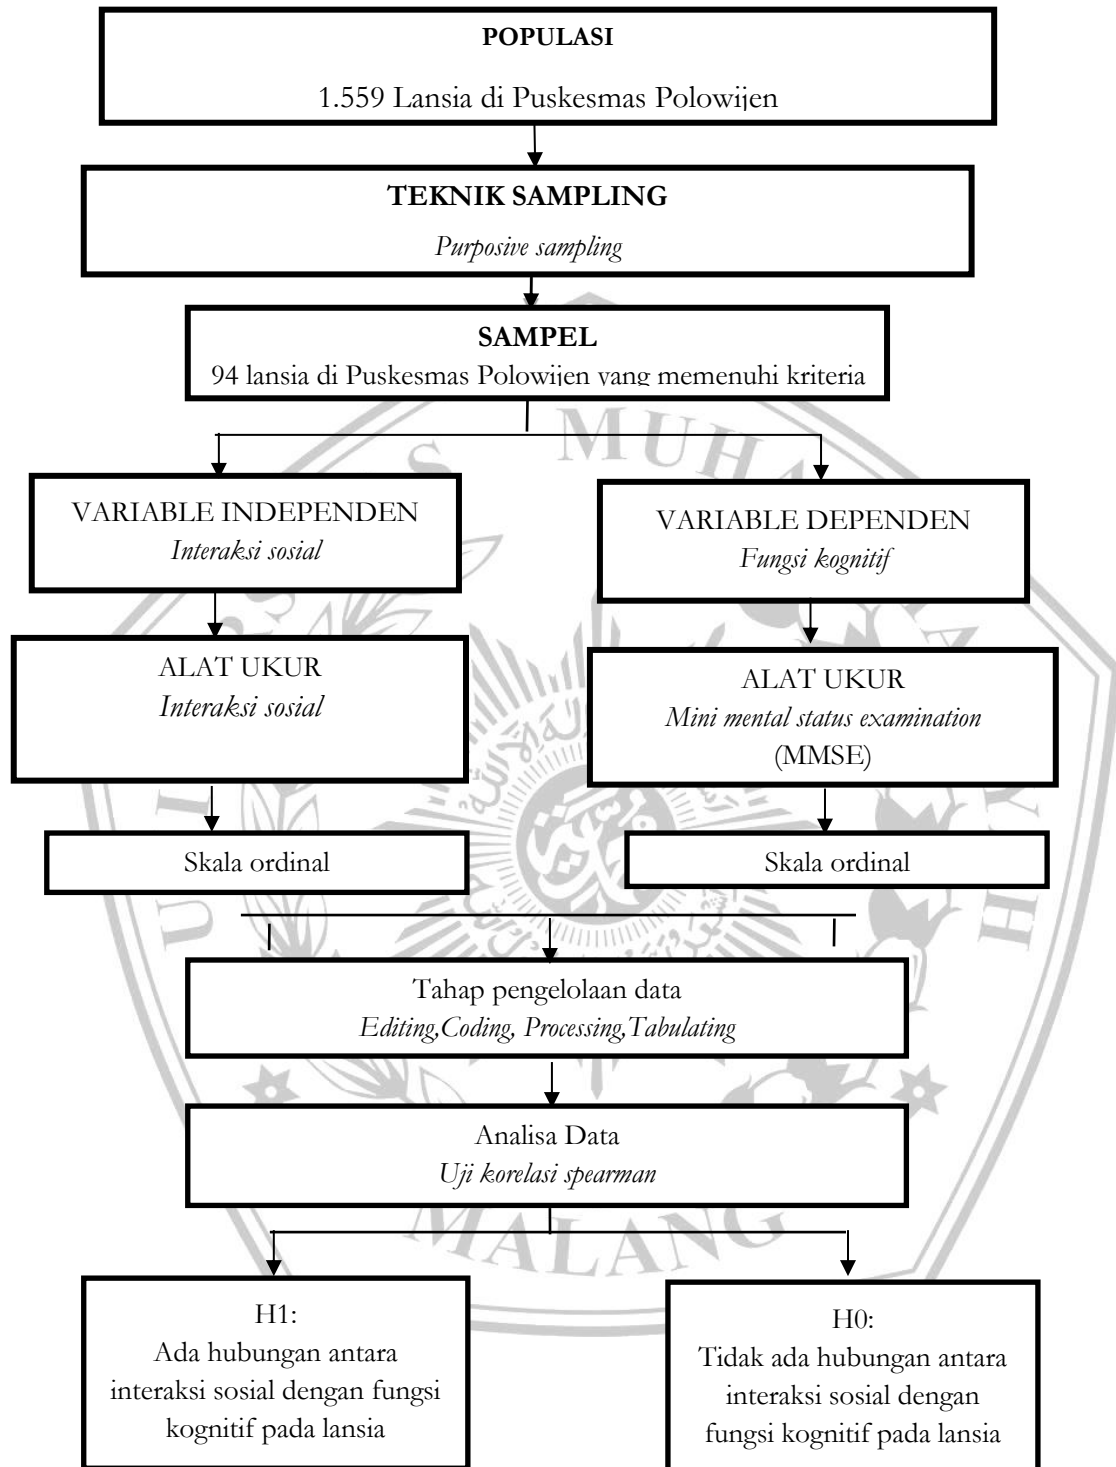 POPULASI
1.559 Lansia di Puskesmas Polowijen
TEKNIK SAMPLING
Purposive sampling
SAMPEL
94 lansia di Puskesmas Polowijen yang memenuhi kriteria
VARIABLE INDEPENDEN
Interaksi sosial
VARIABLE DEPENDEN
Fungsi kognitif
ALAT UKUR
Interaksi sosial
ALAT UKUR
Mini mental status examination
(MMSE)
Skala ordinal
Skala ordinal
Tahap pengelolaan data
Editing,Coding, Processing,Tabulating
Analisa Data
Uji korelasi spearman
MALANG
H1:
Ada hubungan antara
interaksi sosial dengan fungsi
kognitif pada lansia
H0:
Tidak ada hubungan antara
interaksi sosial dengan
fungsi kognitif pada lansia